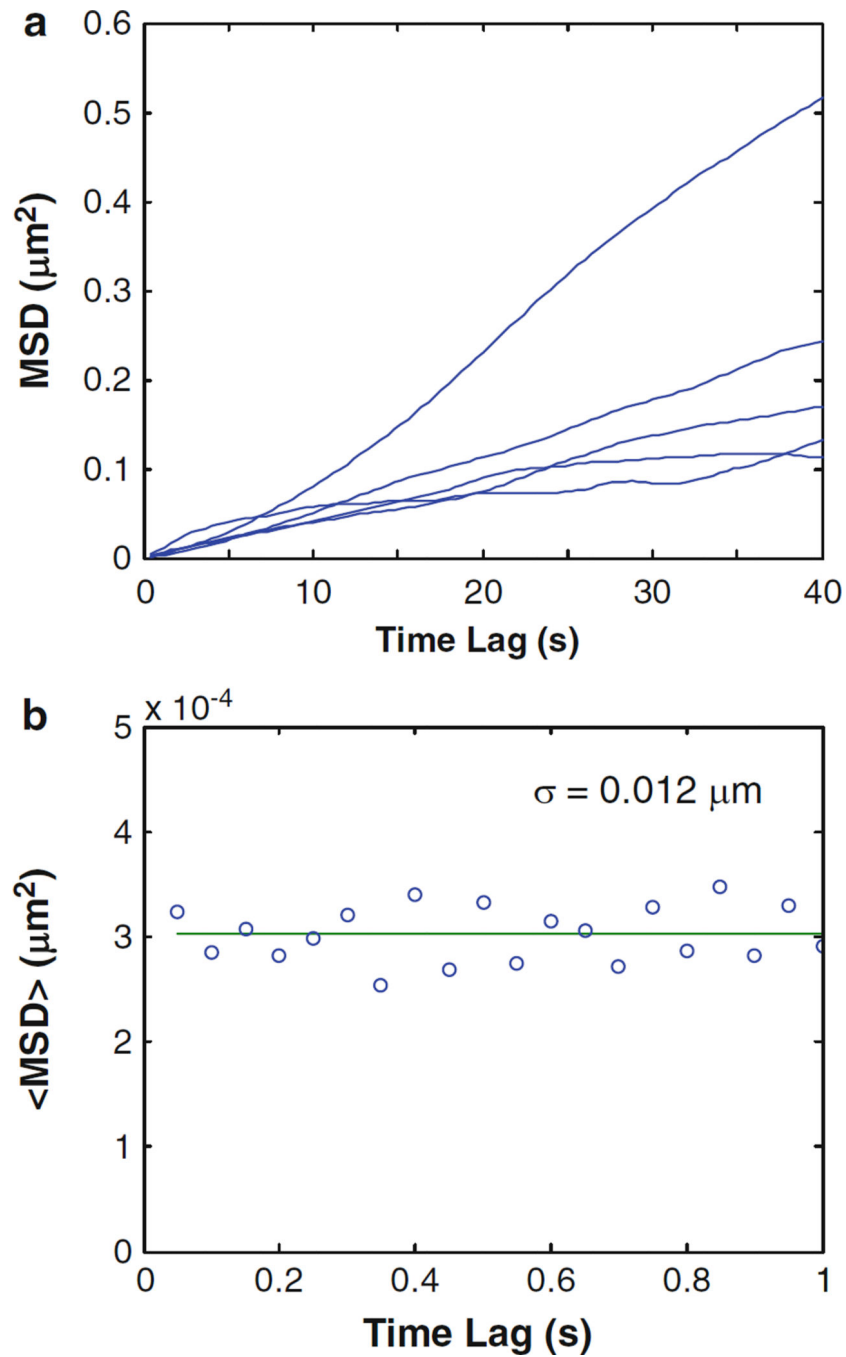 a
0.6
0.5
0.4
0.3
0.2
0.1
0
MSD (μm²)
0 10 20 30 40
Time Lag (s)
b
x 10⁻⁴
5
4
3
2
1
0
<MSD> (μm²)
σ = 0.012 μm
0 0.2 0.4 0.6 0.8 1
Time Lag (s)